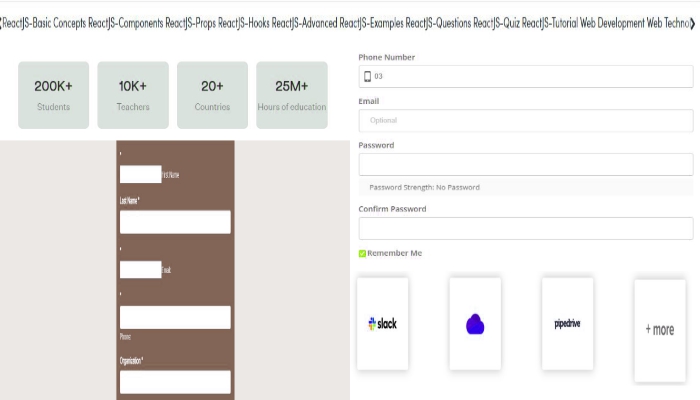 ReactJS-Basic Concepts ReactJS-Components ReactJS-Props ReactJS-Hooks ReactJS-Advanced ReactJS-Examples ReactJS-Questions ReactJS-Quiz ReactJS-Tutorial Web Development Web Techno
200K+ 10K+ 20+ 25M+
Students Teachers Countries Hours of education
*
First Name
Last Name *
*
Email
*
Phone
Organization *
Phone Number
03
Email
Optional
Password
Password Strength: No Password
Confirm Password
Remember Me
slack
pipedrive
+ more